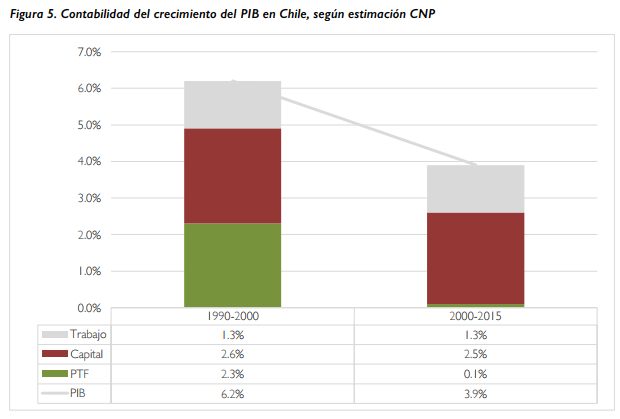 Figura 5. Contabilidad del crecimiento del PIB en Chile, según estimación CNP
7.0%
6.0%
5.0%
4.0%
3.0%
2.0%
1.0%
0.0%
1990-2000 2000-2015
Trabajo 1.3% 1.3%
Capital 2.6% 2.5%
PTF 2.3% 0.1%
PIB 6.2% 3.9%